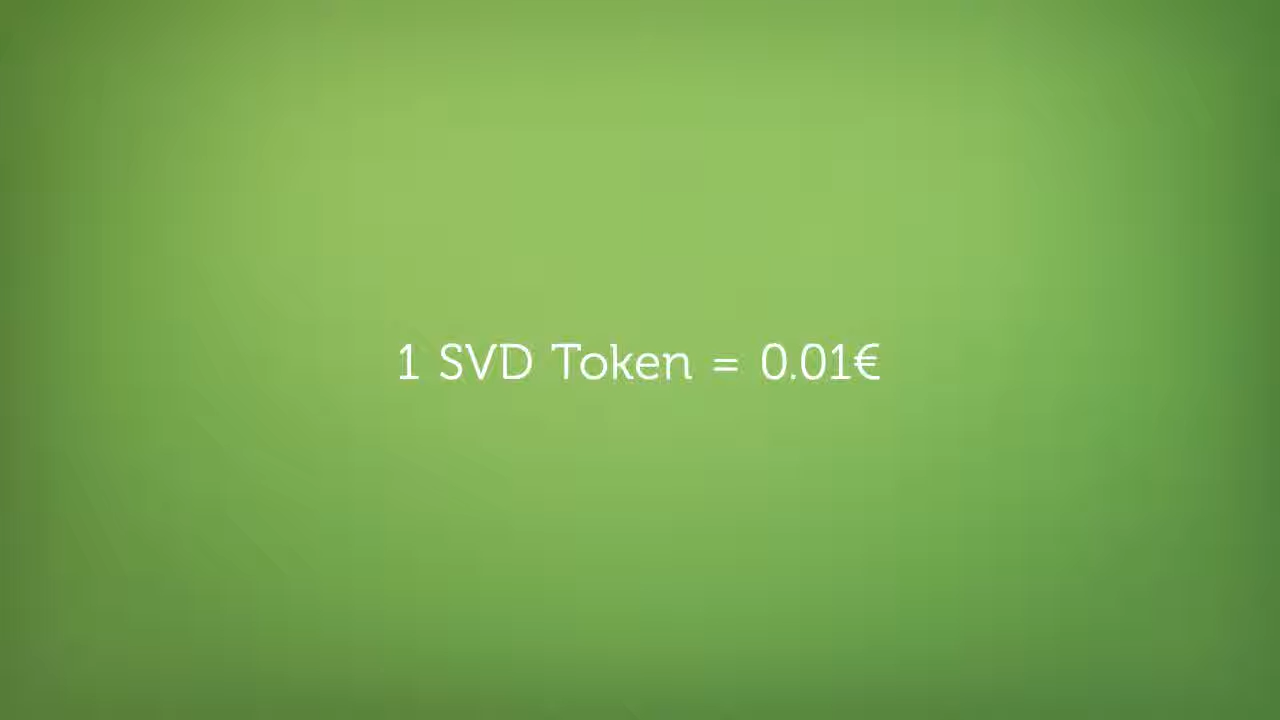 1 SVD Token = 0.01€